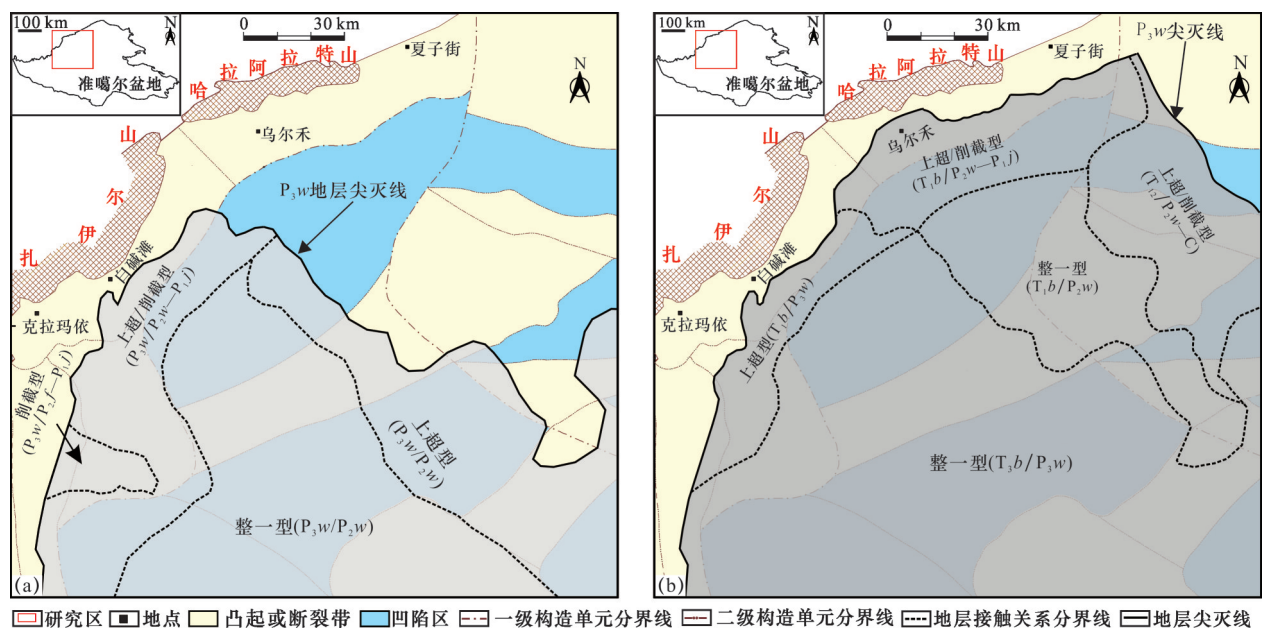 100 km
N
准噶尔盆地
0 30 km
夏子街
哈拉阿拉特山
N
乌尔禾
扎伊尔山
P₃w地层尖灭线
白碱滩
克拉玛依
上超/削截型
(P₃w/P₂w—P₁j)
削截型
(P₃w/P₂f—P₁j)
上超型
(P₃w/P₂w)
整一型(P₃w/P₂w)
(a)
100 km
N
准噶尔盆地
0 30 km
夏子街
P₃w尖灭线
哈拉阿拉特山
N
乌尔禾
扎伊尔山
上超/削截型
(T₁b/P₂w—P₁j)
上超/削截型
(T₁₂/P₂w—C)
白碱滩
整一型
(T₁b/P₂w)
克拉玛依
上超型(T₁b/P₃w)
整一型(T₃b/P₃w)
(b)
研究区 地点 凸起或断裂带 凹陷区 一级构造单元分界线 二级构造单元分界线 地层接触关系分界线 地层尖灭线